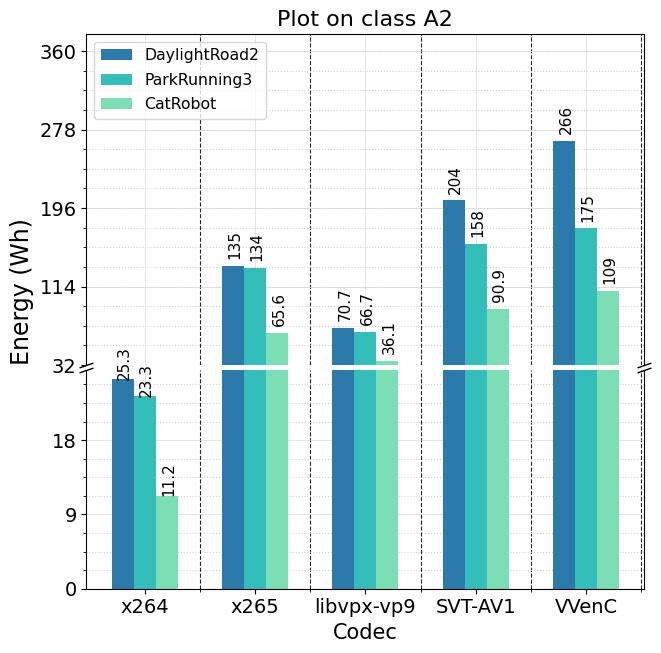 Plot on class A2
DaylightRoad2
ParkRunning3
CatRobot
Energy (Wh)
360
278
196
114
32
18
9
0
25.3
23.3
11.2
135
134
65.6
70.7
66.7
36.1
204
158
90.9
266
175
109
x264
x265
libvpx-vp9
SVT-AV1
VVenC
Codec